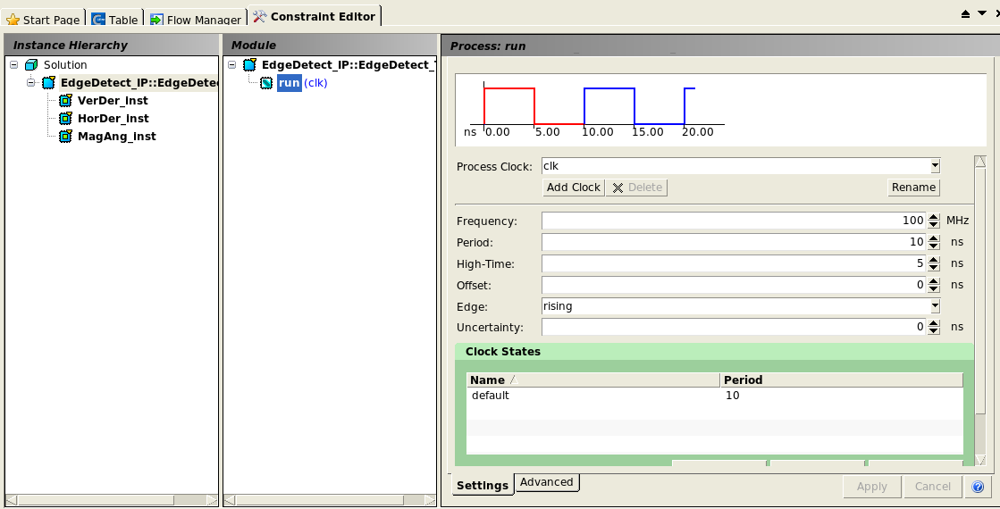 Start Page
Table
Flow Manager
Constraint Editor
Instance Hierarchy
Solution
EdgeDetect_IP::EdgeDete
VerDer_inst
HorDer_inst
MagAng_inst
Module
EdgeDetect_IP::EdgeDetect_
run (clk)
Process: run
ns 0.00 5.00 10.00 15.00 20.00
Process Clock: clk
Add Clock Delete Rename
Frequency: 100 MHz
Period: 10 ns
High-Time: 5 ns
Offset: 0 ns
Edge: rising
Uncertainty: 0 ns
Clock States
Name Period
default 10
Settings Advanced
Apply Cancel